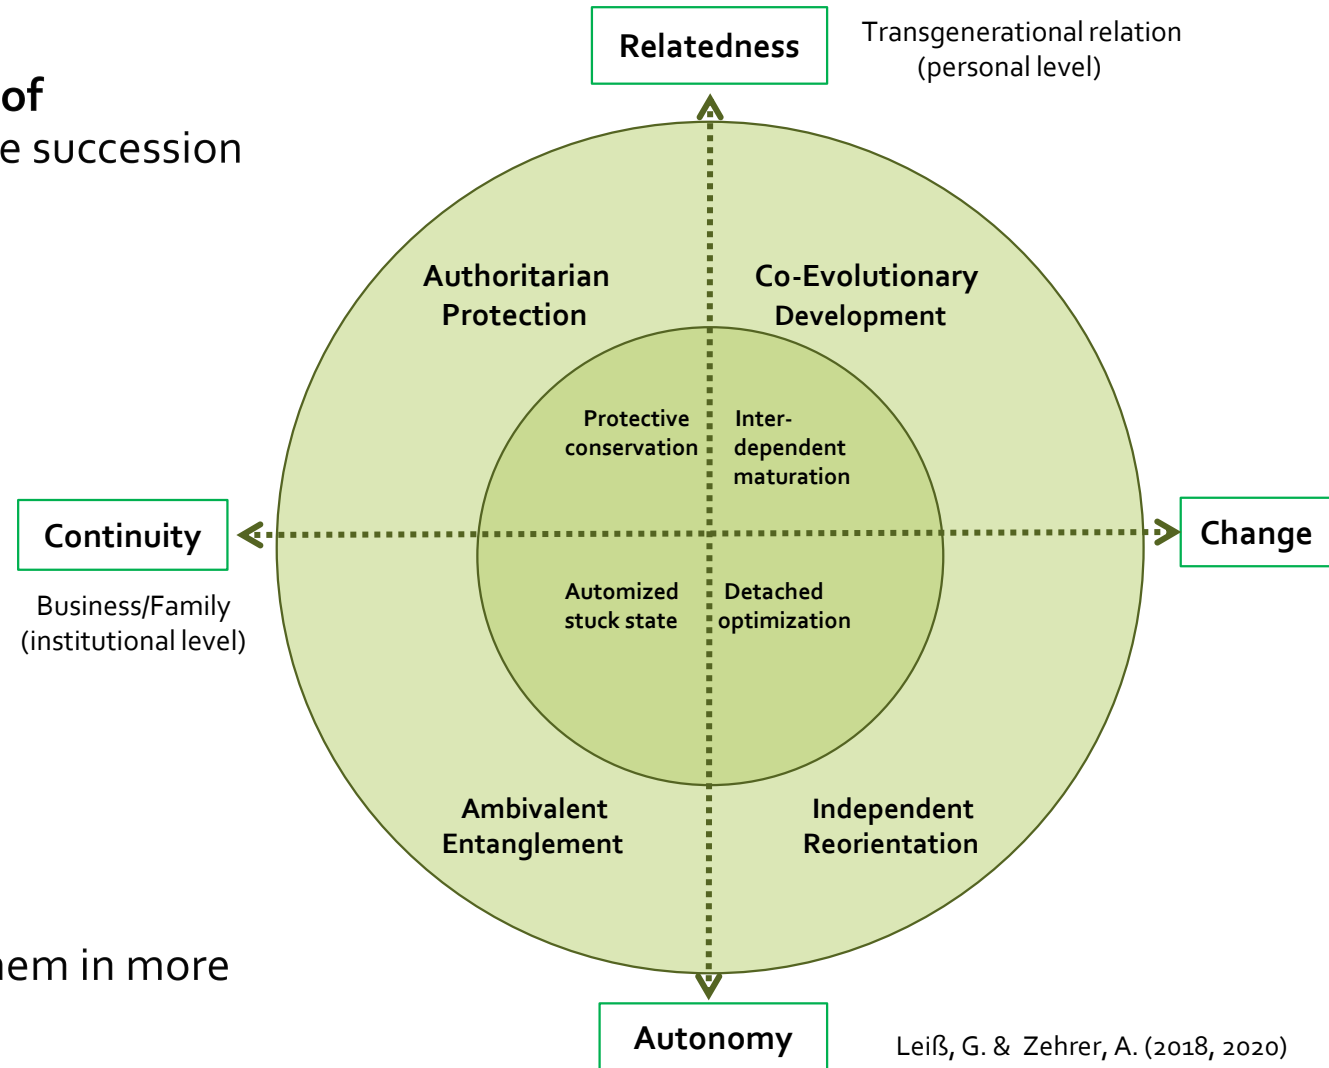 Relatedness
Transgenerational relation
(personal level)
of
e succession
Authoritarian
Protection
Co-Evolutionary
Development
Protective
conservation
Inter-
dependent
maturation
Continuity
Change
Business/Family
(institutional level)
Automized
stuck state
Detached
optimization
Ambivalent
Entanglement
Independent
Reorientation
hem in more
Autonomy
Leiß, G. & Zehrer, A. (2018, 2020)